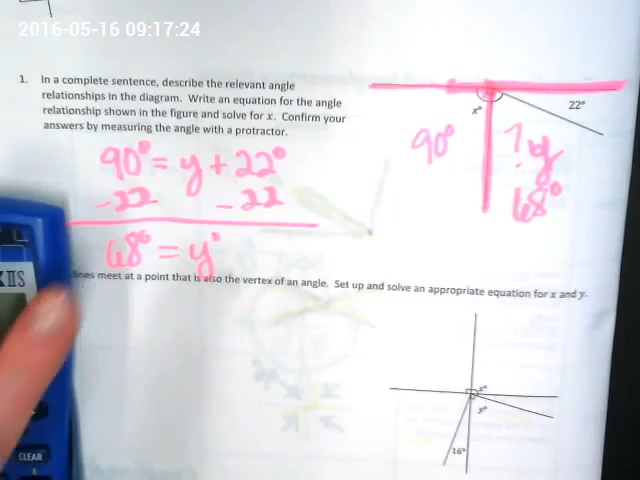 2016-05-16 09:17:24
1. In a complete sentence, describe the relevant angle
relationships in the diagram. Write an equation for the angle
relationship shown in the figure and solve for x. Confirm your
answers by measuring the angle with a protractor.
x°
22°
90°
? y
68°
90° = y + 22°
-22 -22
68° = y°
lines meet at a point that is also the vertex of an angle. Set up and solve an appropriate equation for x and y.
x°
y°
16°
IIS
CLEAR